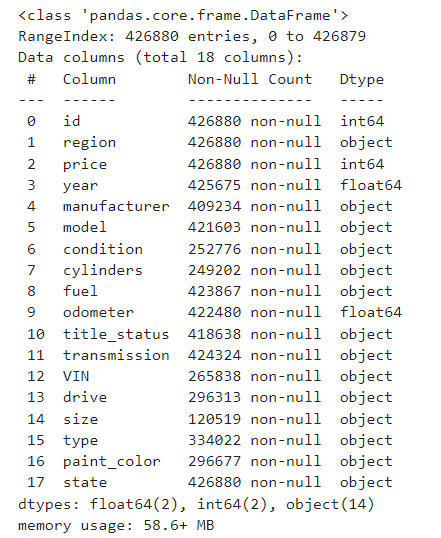 <class 'pandas.core.frame.DataFrame'>
RangeIndex: 426880 entries, 0 to 426879
Data columns (total 18 columns):
 #   Column        Non-Null Count   Dtype
---  ------        --------------   -----
 0   id            426880 non-null  int64
 1   region        426880 non-null  object
 2   price         426880 non-null  int64
 3   year          425675 non-null  float64
 4   manufacturer  409234 non-null  object
 5   model         421603 non-null  object
 6   condition     252776 non-null  object
 7   cylinders     249202 non-null  object
 8   fuel          423867 non-null  object
 9   odometer      422480 non-null  float64
 10  title_status  418638 non-null  object
 11  transmission  424324 non-null  object
 12  VIN           265838 non-null  object
 13  drive         296313 non-null  object
 14  size          120519 non-null  object
 15  type          334022 non-null  object
 16  paint_color   296677 non-null  object
 17  state         426880 non-null  object
dtypes: float64(2), int64(2), object(14)
memory usage: 58.6+ MB